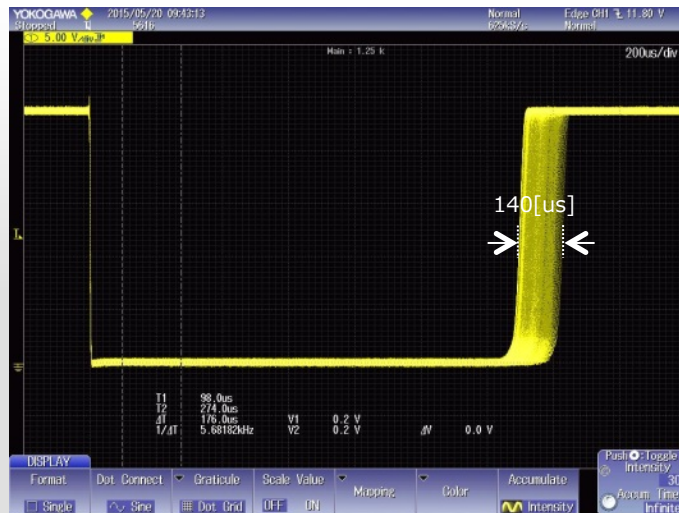 YOKOGAWA 2015/05/20 09:43:13 Normal Edge CH1 11.80 V
Stopped 5616 625kS/s Normal
5.00 V/div
Main : 1.25 k
200us/div
140[us]
T1 98.0us
T2 274.0us
ΔT 176.0us V1 0.2 V
1/ΔT 5.68182kHz V2 0.2 V ΔV 0.0 V
DISPLAY
Format Dot Connect Graticule Scale Value Mapping Color Accumulate
Single Sine Dot Grid OFF ON Intensity
Push :Toggle
Intensity
30
Accum Time
Infinite